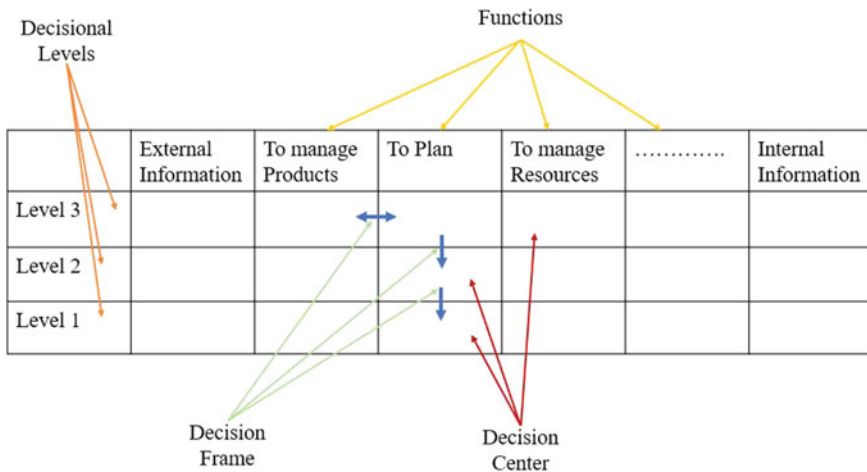 Decisional
Levels
Functions
External
Information
To manage
Products
To Plan
To manage
Resources
.............
Internal
Information
Level 3
Level 2
Level 1
Decision
Frame
Decision
Center